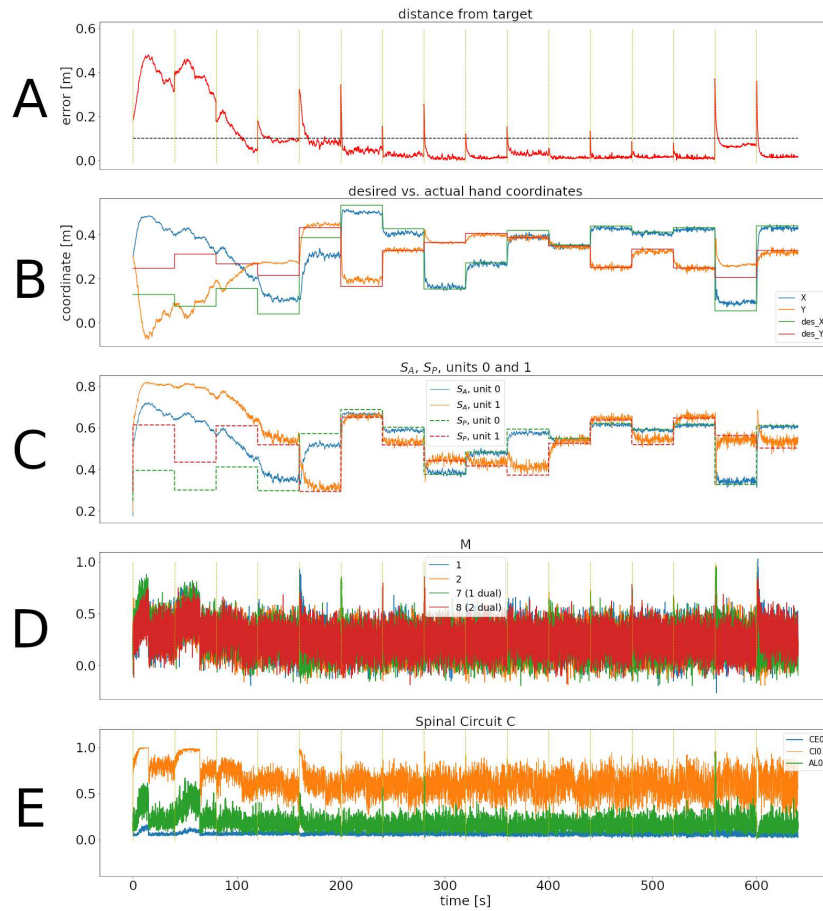 A
distance from target
error [m]
0.6
0.4
0.2
0.0
B
desired vs. actual hand coordinates
coordinate [m]
0.6
0.4
0.2
0.0
X
Y
des_X
des_Y
C
S_A, S_P, units 0 and 1
0.8
0.6
0.4
0.2
S_A, unit 0
S_A, unit 1
S_P, unit 0
S_P, unit 1
D
M
1.0
0.5
0.0
1
2
7 (1 dual)
8 (2 dual)
E
Spinal Circuit C
1.0
0.5
0.0
CE0
CI0
AL0
0 100 200 300 400 500 600
time [s]